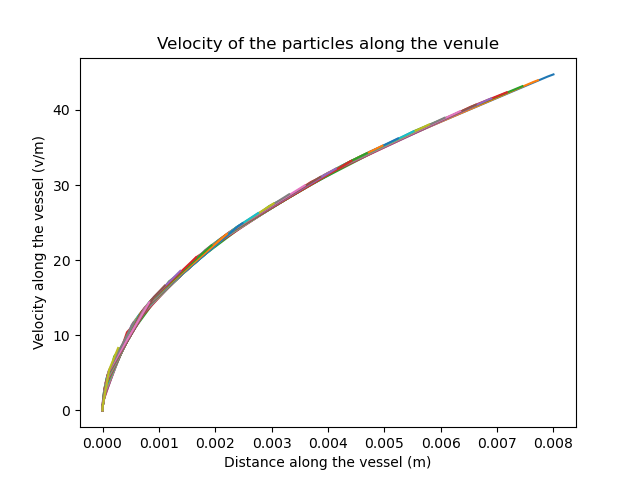 Velocity of the particles along the venule
Velocity along the vessel (v/m)
40
30
20
10
0
0.000 0.001 0.002 0.003 0.004 0.005 0.006 0.007 0.008
Distance along the vessel (m)